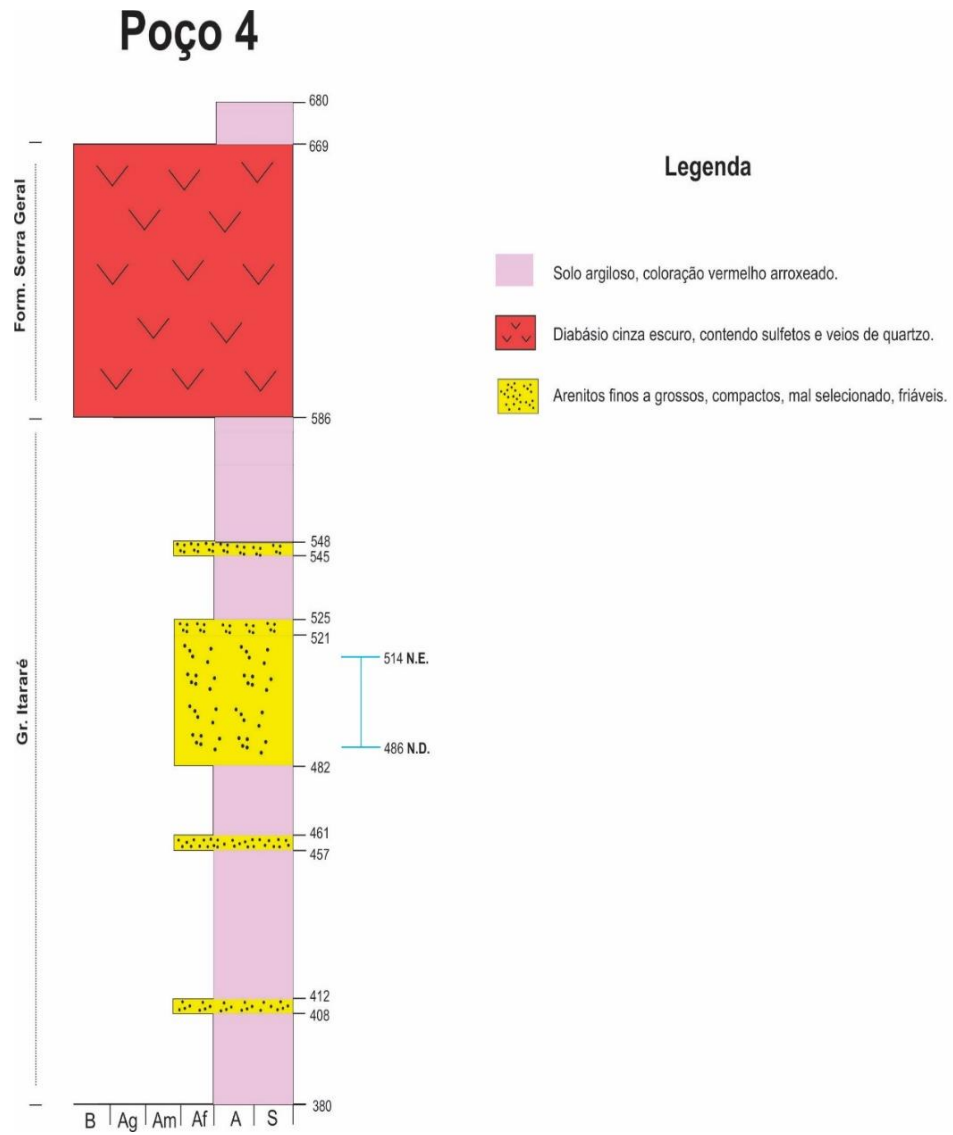 Poço 4
680
669
Form. Serra Geral
586
548
545
525
521
514 N.E.
486 N.D.
482
Gr. Itararé
461
457
412
408
380
B Ag Am Af A S
Legenda
Solo argiloso, coloração vermelho arroxeado.
Diabásio cinza escuro, contendo sulfetos e veios de quartzo.
Arenitos finos a grossos, compactos, mal selecionado, friáveis.